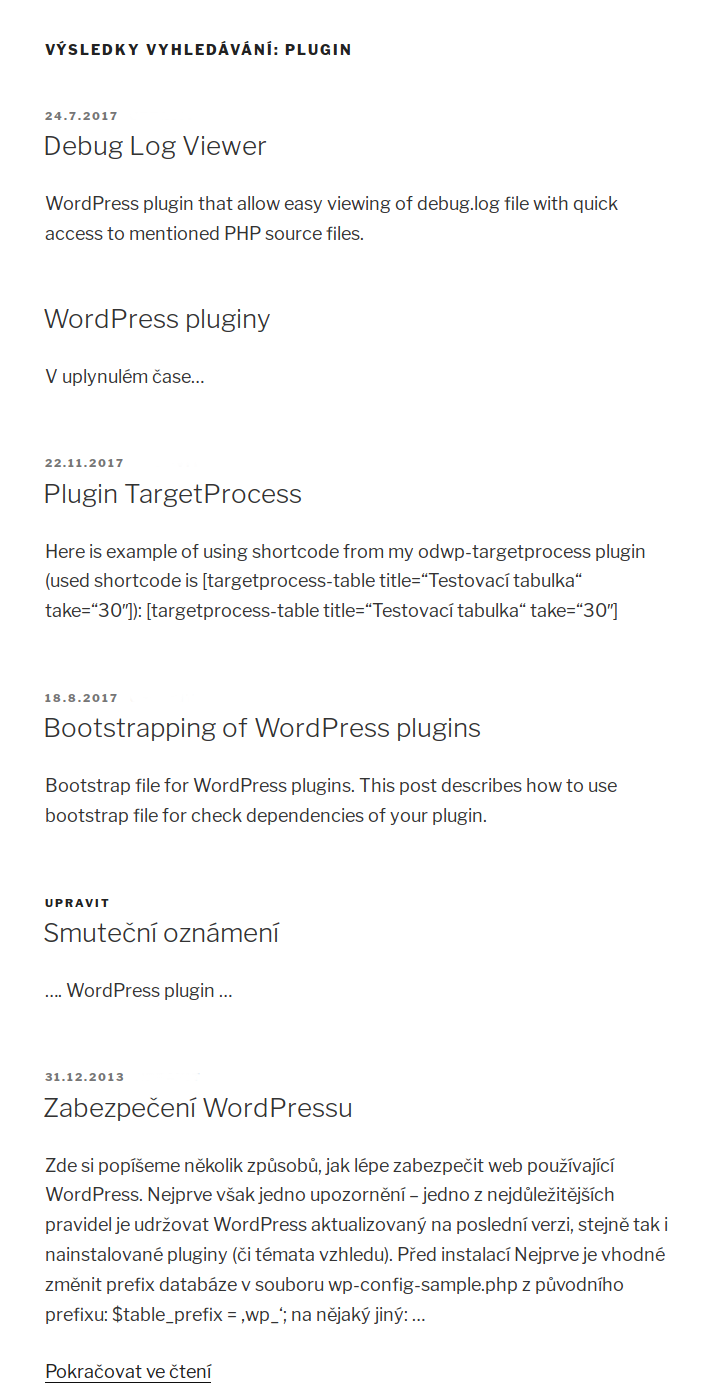 VÝSLEDKY VYHLEDÁVÁNÍ: PLUGIN
24.7.2017
Debug Log Viewer
WordPress plugin that allow easy viewing of debug.log file with quick
access to mentioned PHP source files.
WordPress pluginy
V uplynulém čase…
22.11.2017
Plugin TargetProcess
Here is example of using shortcode from my odwp-targetprocess plugin
(used shortcode is [targetprocess-table title=“Testovací tabulka“
take=“30″]): [targetprocess-table title=“Testovací tabulka“ take=“30″]
18.8.2017
Bootstrapping of WordPress plugins
Bootstrap file for WordPress plugins. This post describes how to use
bootstrap file for check dependencies of your plugin.
UPRAVIT
Smuteční oznámení
…. WordPress plugin …
31.12.2013
Zabezpečení WordPressu
Zde si popíšeme několik způsobů, jak lépe zabezpečit web používající
WordPress. Nejprve však jedno upozornění – jedno z nejdůležitějších
pravidel je udržovat WordPress aktualizovaný na poslední verzi, stejně tak i
nainstalované pluginy (či témata vzhledu). Před instalací Nejprve je vhodné
změnit prefix databáze v souboru wp-config-sample.php z původního
prefixu: $table_prefix = ‚wp_‘; na nějaký jiný: …
Pokračovat ve čtení